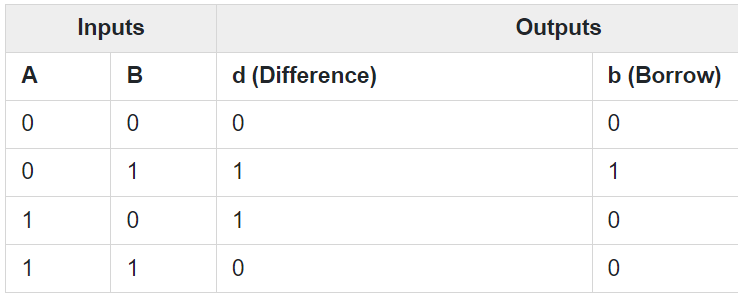 Inputs Outputs
A B d (Difference) b (Borrow)
0 0 0 0
0 1 1 1
1 0 1 0
1 1 0 0